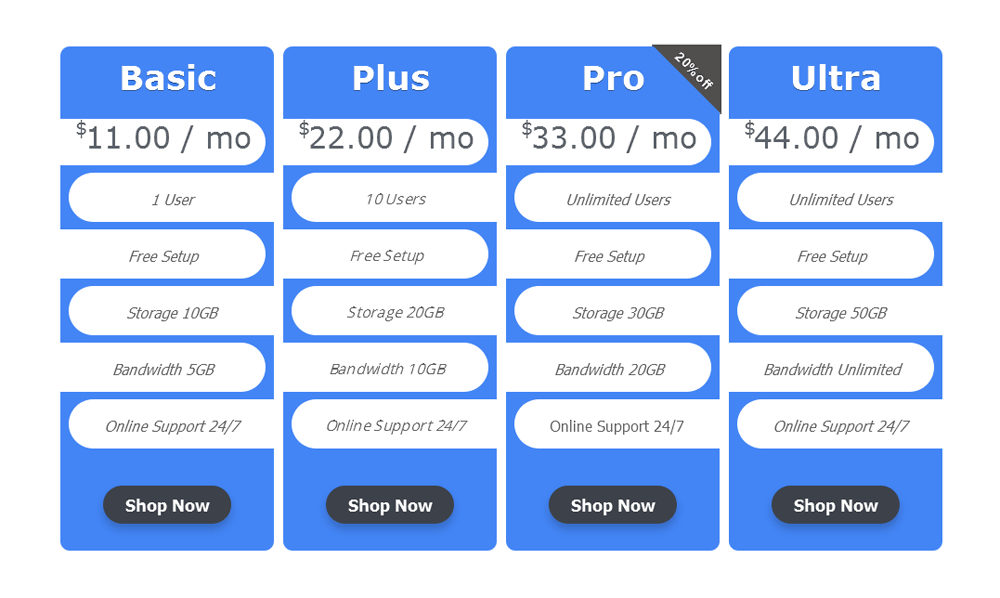 Basic
$11.00 / mo
1 User
Free Setup
Storage 10GB
Bandwidth 5GB
Online Support 24/7
Shop Now
Plus
$22.00 / mo
10 Users
Free Setup
Storage 20GB
Bandwidth 10GB
Online Support 24/7
Shop Now
Pro
20% off
$33.00 / mo
Unlimited Users
Free Setup
Storage 30GB
Bandwidth 20GB
Online Support 24/7
Shop Now
Ultra
$44.00 / mo
Unlimited Users
Free Setup
Storage 50GB
Bandwidth Unlimited
Online Support 24/7
Shop Now